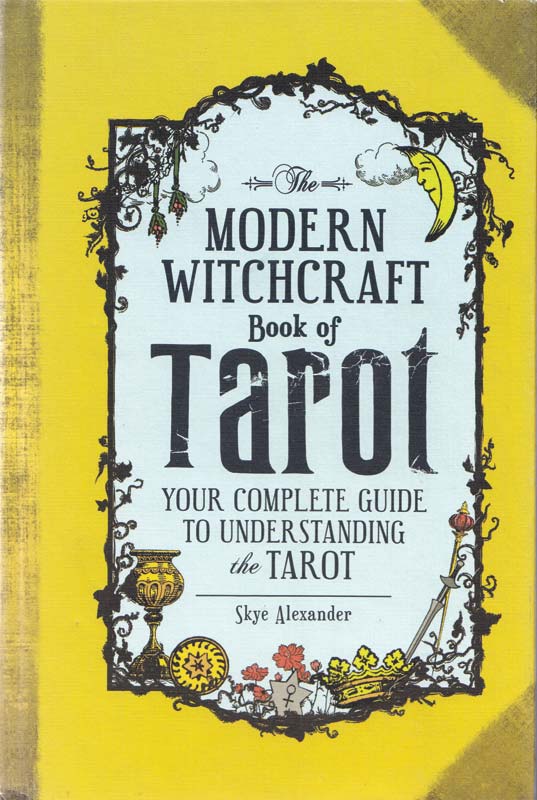 The
MODERN
WITCHCRAFT
Book of
Tarot
YOUR COMPLETE GUIDE
TO UNDERSTANDING
the TAROT
Skye Alexander